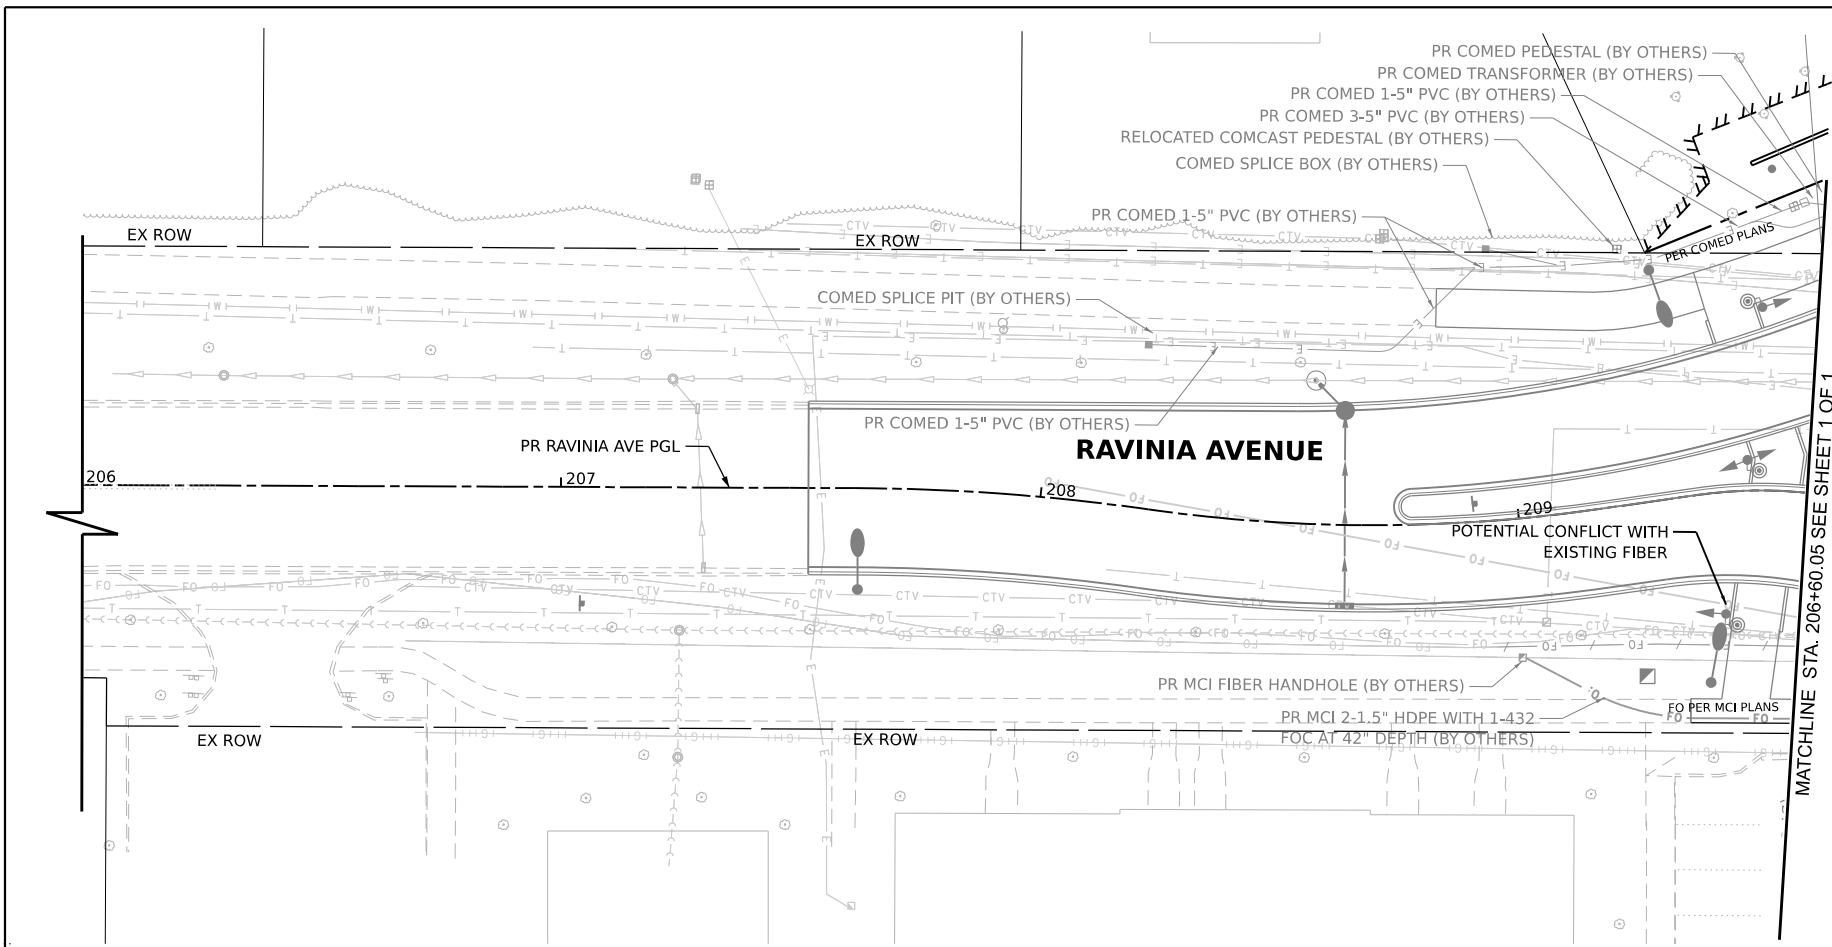 PR COMED PEDESTAL (BY OTHERS)
PR COMED TRANSFORMER (BY OTHERS)
PR COMED 1-5" PVC (BY OTHERS)
PR COMED 3-5" PVC (BY OTHERS)
RELOCATED COMCAST PEDESTAL (BY OTHERS)
COMED SPLICE BOX (BY OTHERS)
PR COMED 1-5" PVC (BY OTHERS)
EX ROW
EX ROW
PER COMED PLANS
COMED SPLICE PIT (BY OTHERS)
PR COMED 1-5" PVC (BY OTHERS)
PR RAVINIA AVE PGL
RAVINIA AVENUE
206
207
208
209
POTENTIAL CONFLICT WITH
EXISTING FIBER
MATCHLINE STA. 206+60.05 SEE SHEET 1 OF 1
PR MCI FIBER HANDHOLE (BY OTHERS)
PR MCI 2-1.5" HDPE WITH 1-432
FOC AT 42" DEPTH (BY OTHERS)
FO PER MCI PLANS
EX ROW
EX ROW